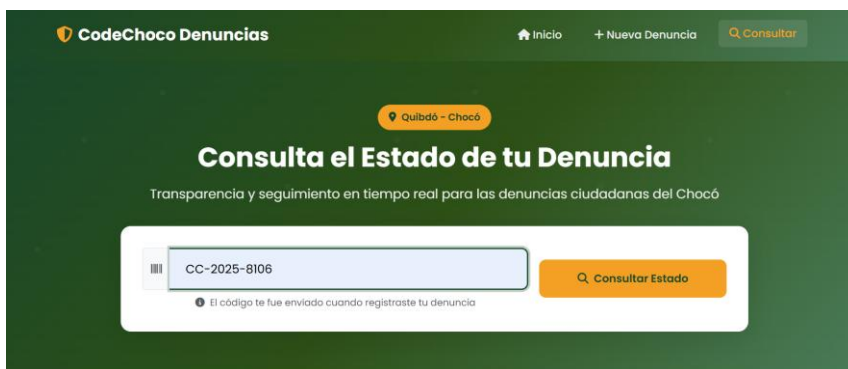 CodeChoco Denuncias
Inicio
+ Nueva Denuncia
Consultar
Quibdó - Chocó
Consulta el Estado de tu Denuncia
Transparencia y seguimiento en tiempo real para las denuncias ciudadanas del Chocó
CC-2025-8106
Consultar Estado
El código te fue enviado cuando registraste tu denuncia